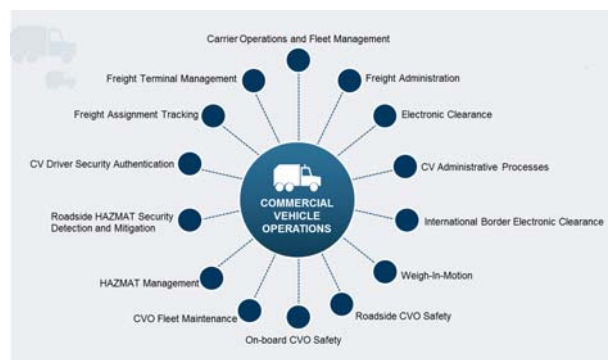 Carrier Operations and Fleet Management
Freight Terminal Management
Freight Administration
Freight Assignment Tracking
Electronic Clearance
CV Driver Security Authentication
CV Administrative Processes
COMMERCIAL
VEHICLE
OPERATIONS
Roadside HAZMAT Security
Detection and Mitigation
International Border Electronic Clearance
HAZMAT Management
Weigh-In-Motion
CVO Fleet Maintenance
Roadside CVO Safety
On-board CVO Safety